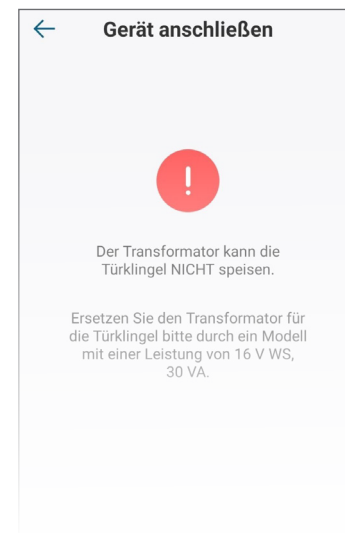 Gerät anschließen
Der Transformator kann die
Türklingel NICHT speisen.
Ersetzen Sie den Transformator für
die Türklingel bitte durch ein Modell
mit einer Leistung von 16 V WS,
30 VA.